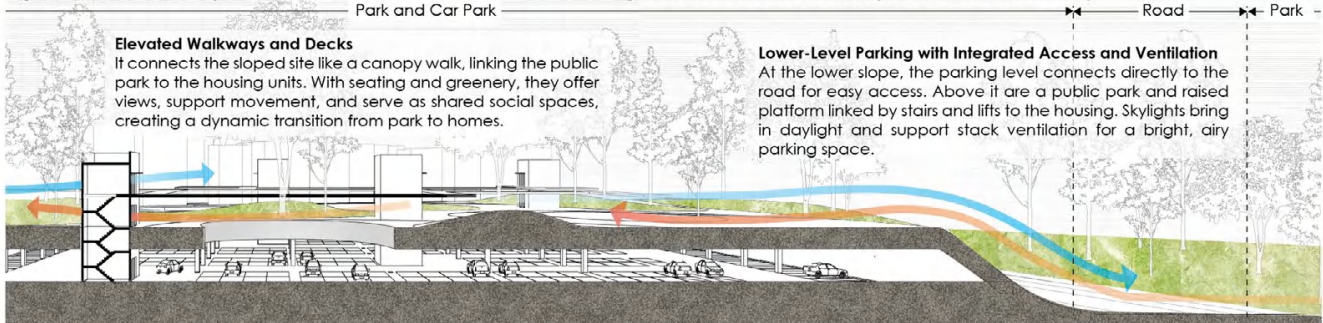 Park and Car Park
Road
Park
Elevated Walkways and Decks
It connects the sloped site like a canopy walk, linking the public
park to the housing units. With seating and greenery, they offer
views, support movement, and serve as shared social spaces,
creating a dynamic transition from park to homes.
Lower-Level Parking with Integrated Access and Ventilation
At the lower slope, the parking level connects directly to the
road for easy access. Above it are a public park and raised
platform linked by stairs and lifts to the housing. Skylights bring
in daylight and support stack ventilation for a bright, airy
parking space.